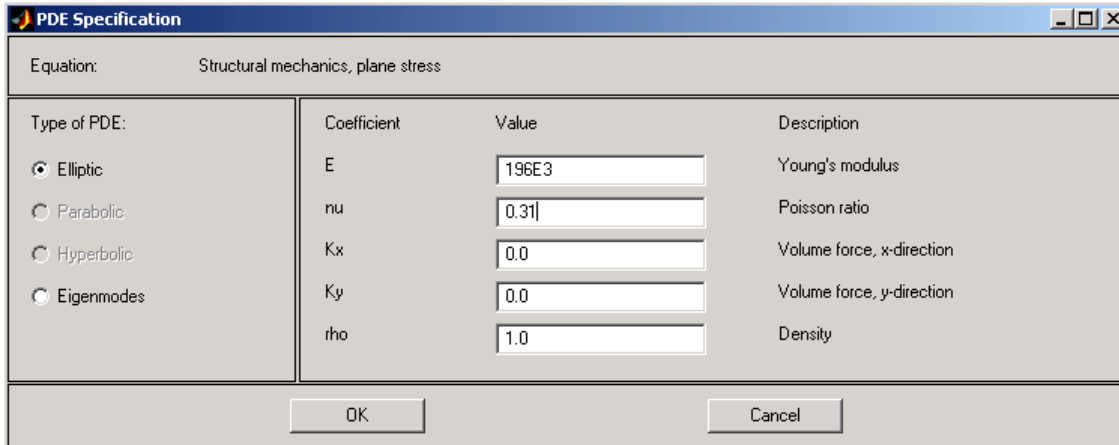 PDE Specification
Equation: Structural mechanics, plane stress
Type of PDE:
Elliptic
Parabolic
Hyperbolic
Eigenmodes
Coefficient Value Description
E 196E3 Young's modulus
nu 0.31 Poisson ratio
Kx 0.0 Volume force, x-direction
Ky 0.0 Volume force, y-direction
rho 1.0 Density
OK Cancel